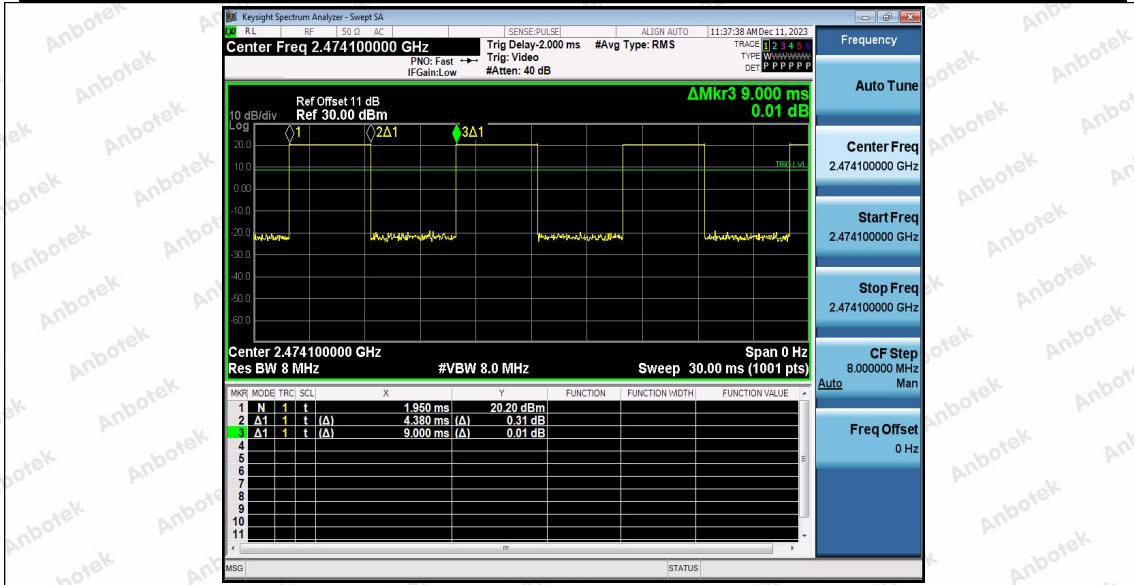 Keysight Spectrum Analyzer - Swept SA
LXI RL RF 50 Ω AC SENSE:PULSE ALIGN AUTO 11:37:38 AM Dec 11, 2023
Center Freq 2.474100000 GHz Trig Delay-2.000 ms #Avg Type: RMS TRACE 1 2 3 4 5 6
PNO: Fast Trig: Video TYPE WWWWWW
IFGain:Low #Atten: 40 dB DET P P P P P P
ΔMkr3 9.000 ms
0.01 dB
Ref Offset 11 dB
10 dB/div Ref 30.00 dBm
Log
1 2Δ1 3Δ1
20.0
10.0
TRIG LVL
0.00
-10.0
-20.0
-30.0
-40.0
-50.0
-60.0
Center 2.474100000 GHz Span 0 Hz
Res BW 8 MHz #VBW 8.0 MHz Sweep 30.00 ms (1001 pts)
MKR MODE TRC SCL X Y FUNCTION FUNCTION WIDTH FUNCTION VALUE
1 N 1 t 1.950 ms 20.20 dBm
2 Δ1 1 t (Δ) 4.380 ms (Δ) 0.31 dB
3 Δ1 1 t (Δ) 9.000 ms (Δ) 0.01 dB
4
5
6
7
8
9
10
11
MSG STATUS
Frequency
Auto Tune
Center Freq
2.474100000 GHz
Start Freq
2.474100000 GHz
Stop Freq
2.474100000 GHz
CF Step
8.000000 MHz
Auto Man
Freq Offset
0 Hz
Anbotek